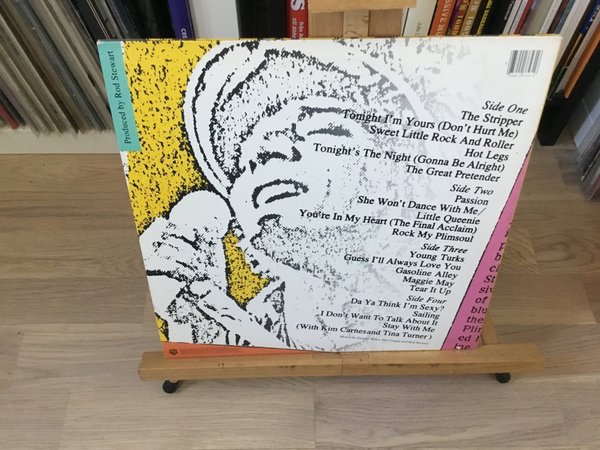 Produced by Rod Stewart
Side One
The Stripper
Tonight I'm Yours (Don't Hurt Me)
Sweet Little Rock And Roller
Hot Legs
Tonight's The Night (Gonna Be Alright)
The Great Pretender
Side Two
Passion
She Won't Dance With Me/
Little Queenie
You're In My Heart (The Final Acclaim)
Rock My Plimsoul
Side Three
Young Turks
Guess I'll Always Love You
Gasoline Alley
Maggie May
Tear It Up
Side Four
Da Ya Think I'm Sexy?
Sailing
I Don't Want To Talk About It
Stay With Me
(With Kim Carnes and Tina Turner)